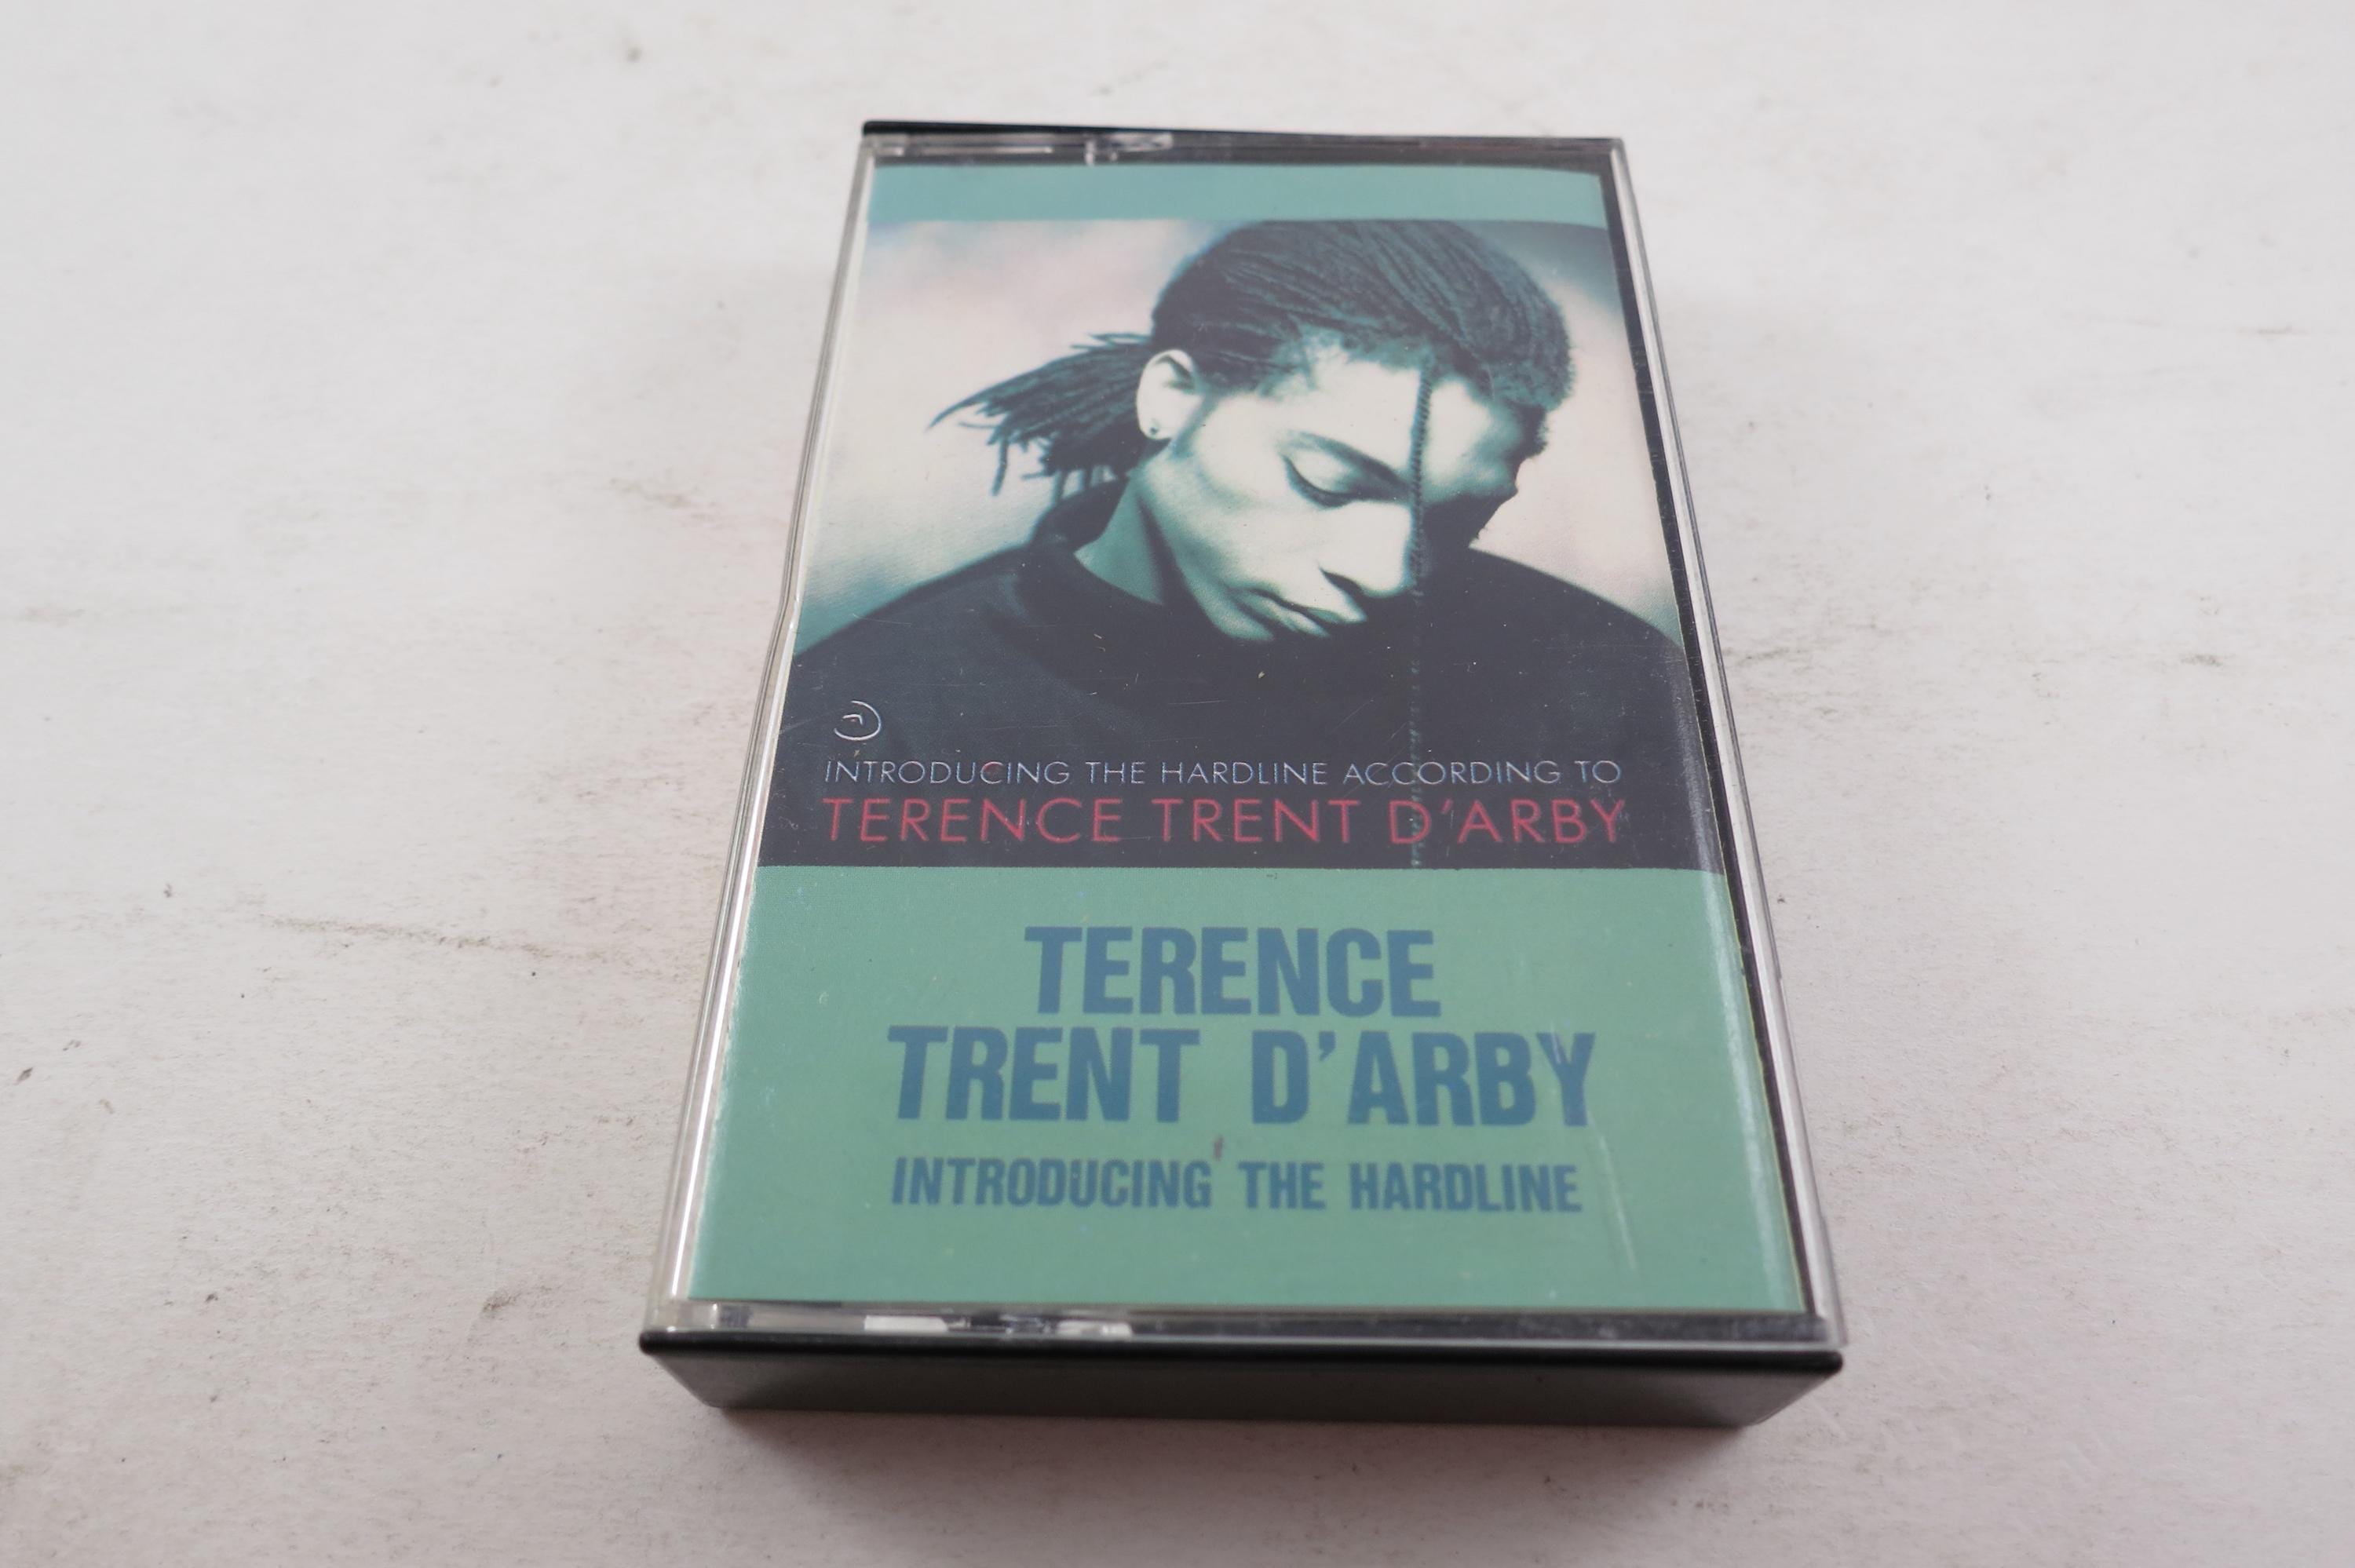 INTRODUCING THE HARDLINE ACCORDING TO
TERENCE TRENT D'ARBY
TERENCE
TRENT D'ARBY
INTRODUCING THE HARDLINE